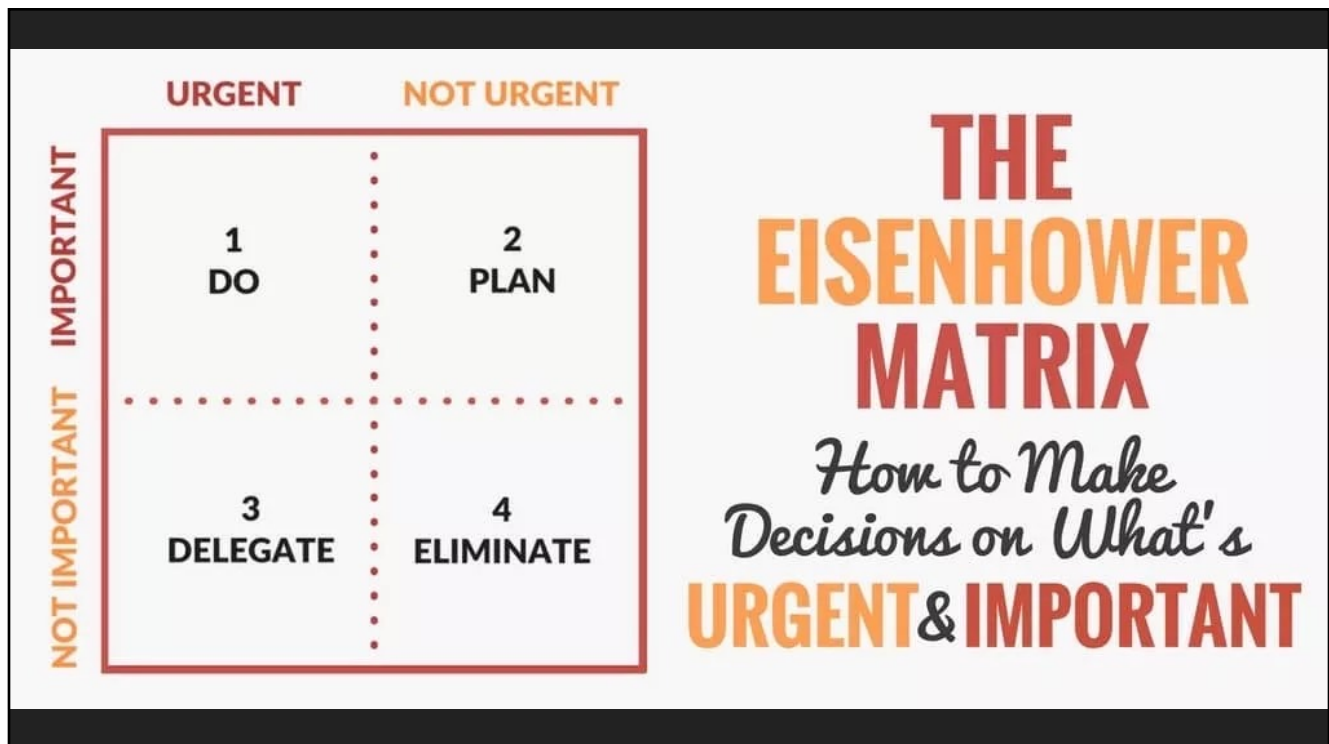 URGENT NOT URGENT
IMPORTANT
1
DO
2
PLAN
NOT IMPORTANT
3
DELEGATE
4
ELIMINATE
THE
EISENHOWER
MATRIX
How to Make
Decisions on What's
URGENT & IMPORTANT